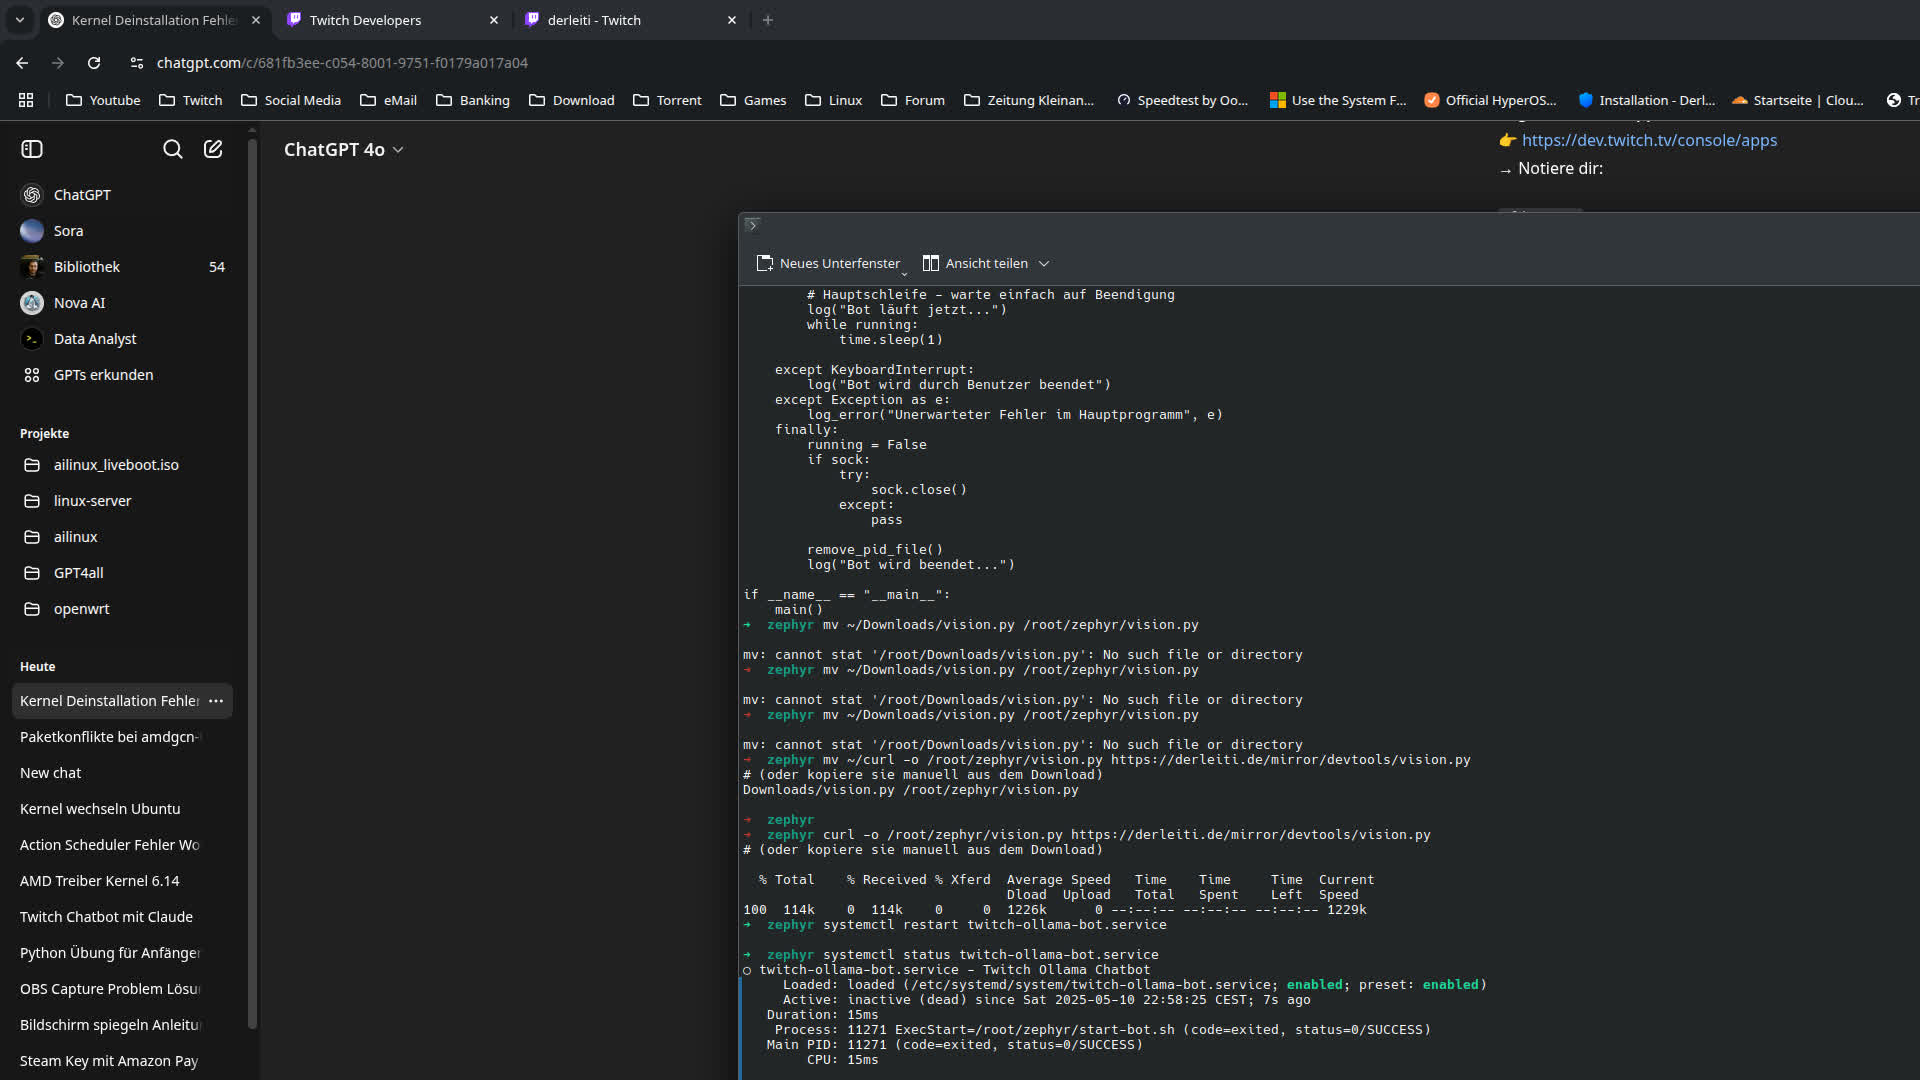 Kernel Deinstallation Fehle
Twitch Developers
derleiti - Twitch
chatgpt.com/c/681fb3ee-c054-8001-9751-f0179a017a04
Youtube
Twitch
Social Media
eMail
Banking
Download
Torrent
Games
Linux
Forum
Zeitung Kleinan...
Speedtest by Oo...
Use the System F...
Official HyperOS...
Installation - Derl...
Startseite | Clou...
Tr
ChatGPT 4o
👉 https://dev.twitch.tv/console/apps
→ Notiere dir:
ChatGPT
Sora
Bibliothek 54
Nova AI
Data Analyst
GPTs erkunden
Projekte
ailinux_liveboot.iso
linux-server
ailinux
GPT4all
openwrt
Heute
Kernel Deinstallation Fehler
Paketkonflikte bei amdgcn-
New chat
Kernel wechseln Ubuntu
Action Scheduler Fehler Wo
AMD Treiber Kernel 6.14
Twitch Chatbot mit Claude
Python Übung für Anfänger
OBS Capture Problem Lösu
Bildschirm spiegeln Anleitu
Steam Key mit Amazon Pay
Neues Unterfenster
Ansicht teilen
# Hauptschleife – warte einfach auf Beendigung
log("Bot läuft jetzt...")
while running:
time.sleep(1)
except KeyboardInterrupt:
log("Bot wird durch Benutzer beendet")
except Exception as e:
log_error("Unerwarteter Fehler im Hauptprogramm", e)
finally:
running = False
if sock:
try:
sock.close()
except:
pass
remove_pid_file()
log("Bot wird beendet...")
if __name__ == "__main__":
main()
➜ zephyr mv ~/Downloads/vision.py /root/zephyr/vision.py
mv: cannot stat '/root/Downloads/vision.py': No such file or directory
➜ zephyr mv ~/Downloads/vision.py /root/zephyr/vision.py
mv: cannot stat '/root/Downloads/vision.py': No such file or directory
➜ zephyr mv ~/Downloads/vision.py /root/zephyr/vision.py
mv: cannot stat '/root/Downloads/vision.py': No such file or directory
➜ zephyr mv ~/curl -o /root/zephyr/vision.py https://derleiti.de/mirror/devtools/vision.py
# (oder kopiere sie manuell aus dem Download)
Downloads/vision.py /root/zephyr/vision.py
➜ zephyr
➜ zephyr curl -o /root/zephyr/vision.py https://derleiti.de/mirror/devtools/vision.py
# (oder kopiere sie manuell aus dem Download)
% Total % Received % Xferd Average Speed Time Time Time Current
Dload Upload Total Spent Left Speed
100 114k 0 114k 0 0 1226k 0 --:--:-- --:--:-- --:--:-- 1229k
➜ zephyr systemctl restart twitch-ollama-bot.service
➜ zephyr systemctl status twitch-ollama-bot.service
○ twitch-ollama-bot.service - Twitch Ollama Chatbot
Loaded: loaded (/etc/systemd/system/twitch-ollama-bot.service; enabled; preset: enabled)
Active: inactive (dead) since Sat 2025-05-10 22:58:25 CEST; 7s ago
Duration: 15ms
Process: 11271 ExecStart=/root/zephyr/start-bot.sh (code=exited, status=0/SUCCESS)
Main PID: 11271 (code=exited, status=0/SUCCESS)
CPU: 15ms